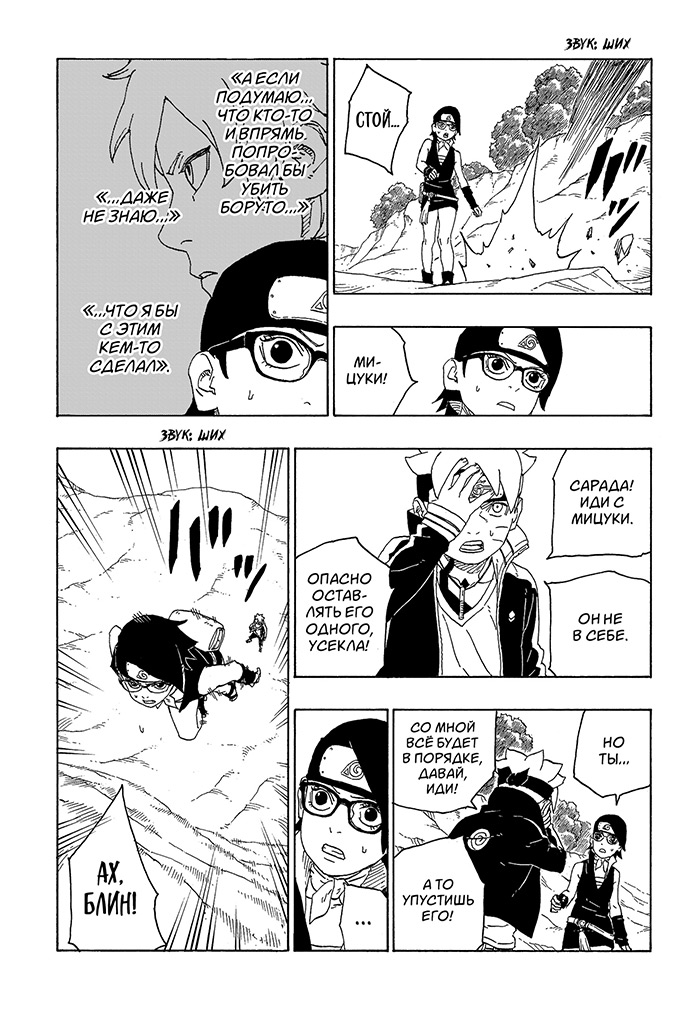 ЗВУК: ШИХ
СТОЙ...
«А ЕСЛИ
ПОДУМАЮ...
ЧТО КТО-ТО
И ВПРЯМЬ
ПОПРО-
БОВАЛ БЫ
УБИТЬ
БОРУТО...»
«...ДАЖЕ
НЕ ЗНАЮ...»
«...ЧТО Я БЫ
С ЭТИМ
КЕМ-ТО
СДЕЛАЛ».
МИ-
ЦУКИ!
САРАДА!
ИДИ С
МИЦУКИ.
ОН НЕ
В СЕБЕ.
ОПАСНО
ОСТАВ-
ЛЯТЬ ЕГО
ОДНОГО,
УСЕКЛА!
НО
ТЫ...
СО МНОЙ
ВСЁ БУДЕТ
В ПОРЯДКЕ,
ДАВАЙ,
ИДИ!
А ТО
УПУСТИШЬ
ЕГО!
...
ЗВУК: ШИХ
АХ,
БЛИН!